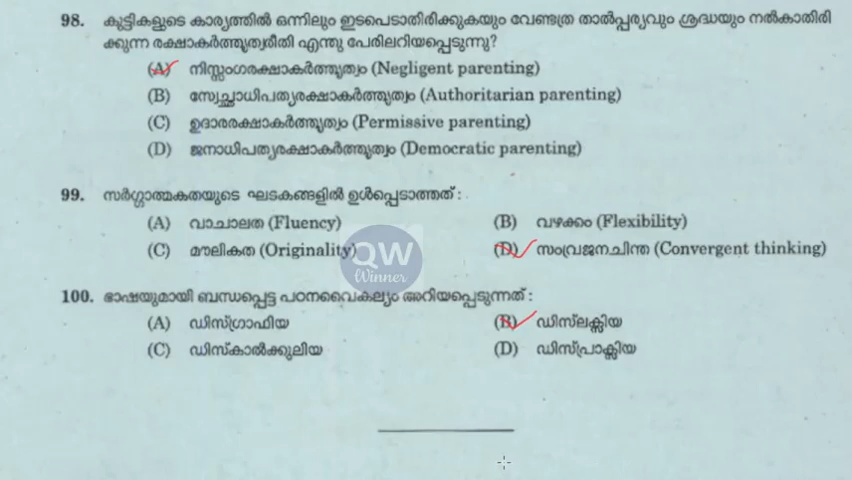 98. കുട്ടികളുടെ കാര്യത്തിൽ ഒന്നിലും ഇടപെടാതിരിക്കുകയും വേണ്ടത്ര താൽപ്പര്യവും ശ്രദ്ധയും നൽകാതിരി
ക്കുന്ന രക്ഷാകർത്തൃത്വരീതി എന്തു പേരിലറിയപ്പെടുന്നു?
(A) നിസ്സംഗരക്ഷാകർത്തൃത്വം (Negligent parenting)
(B) സ്വേച്ഛാധിപത്യരക്ഷാകർത്തൃത്വം (Authoritarian parenting)
(C) ഉദാരരക്ഷാകർത്തൃത്വം (Permissive parenting)
(D) ജനാധിപത്യരക്ഷാകർത്തൃത്വം (Democratic parenting)
99. സർഗ്ഗാത്മകതയുടെ ഘടകങ്ങളിൽ ഉൾപ്പെടാത്തത് :
(A) വാചാലത (Fluency) (B) വഴക്കം (Flexibility)
(C) മൗലികത (Originality) (D) സംവ്രജനചിന്ത (Convergent thinking)
QW
Winner
100. ഭാഷയുമായി ബന്ധപ്പെട്ട പഠനവൈകല്യം അറിയപ്പെടുന്നത് :
(A) ഡിസ്ഗ്രാഫിയ (B) ഡിസ്‌ലക്സിയ
(C) ഡിസ്കാൽക്കുലിയ (D) ഡിസ്പ്രാക്സിയ